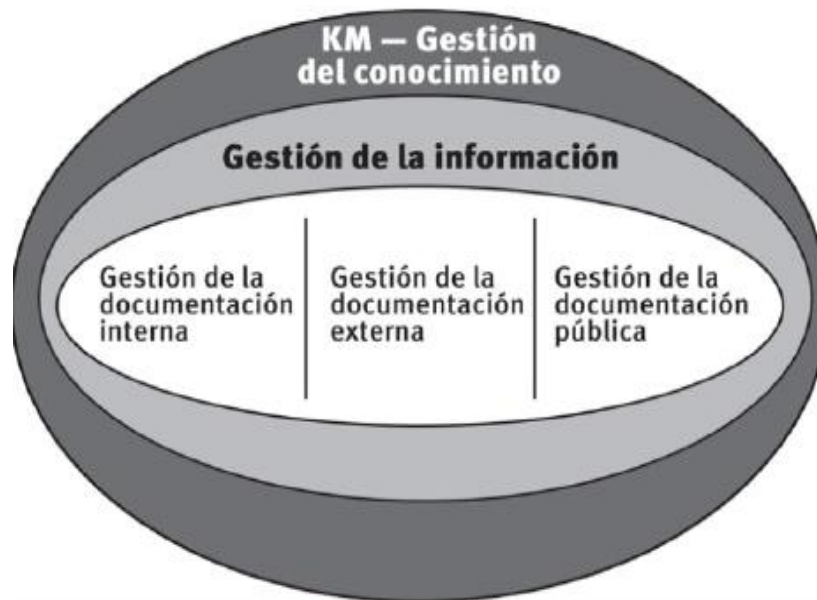 KM — Gestión
del conocimiento
Gestión de la información
Gestión de la
documentación
interna
Gestión de la
documentación
externa
Gestión de la
documentación
pública